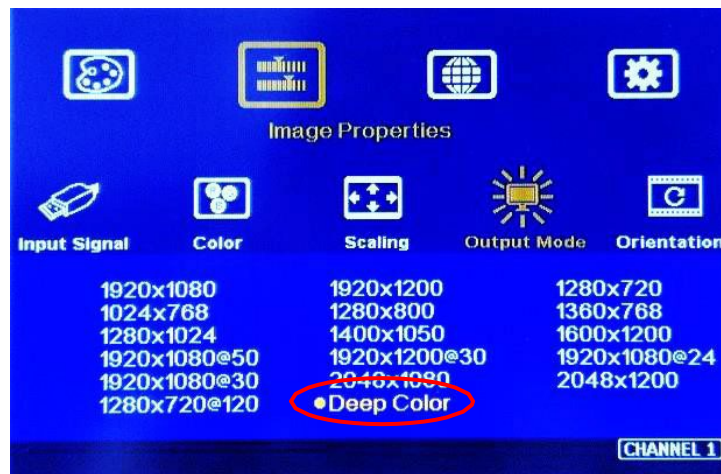 Image Properties
Input Signal Color Scaling Output Mode Orientation
1920x1080 1920x1200 1280x720
1024x768 1280x800 1360x768
1280x1024 1400x1050 1600x1200
1920x1080@50 1920x1200@30 1920x1080@24
1920x1080@30 2048x1080 2048x1200
1280x720@120 Deep Color
CHANNEL 1